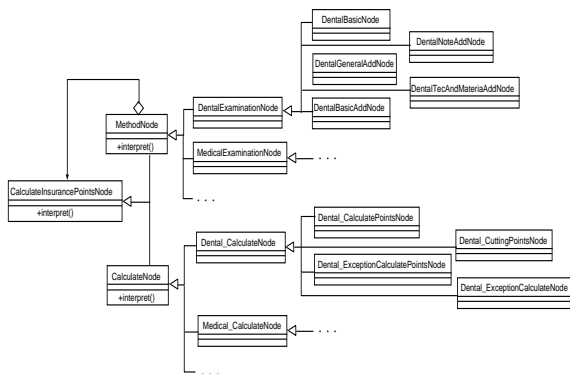 DentalBasicNode
DentalNoteAddNode
DentalGeneralAddNode
DentalTecAndMateriaAddNode
DentalExaminationNode
DentalBasicAddNode
MethodNode
+interpret()
MedicalExaminationNode
. . .
CalculateInsurancePointsNode
+interpret()
. . .
Dental_CalculatePointsNode
Dental_CalculateNode
Dental_CuttingPointsNode
Dental_ExceptionCalculatePointsNode
CalculateNode
+interpret()
Dental_ExceptionCalculateNode
Medical_CalculateNode
. . .
. . .